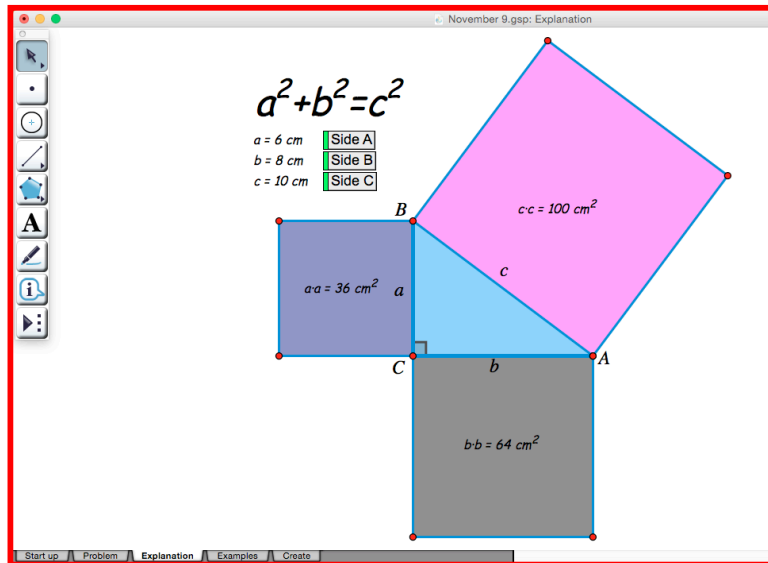 November 9.gsp: Explanation
a²+b²=c²
a = 6 cm Side A
b = 8 cm Side B
c = 10 cm Side C
B
c·c = 100 cm²
c
a·a = 36 cm² a
C
b
A
b·b = 64 cm²
A
i
Start up Problem Explanation Examples Create